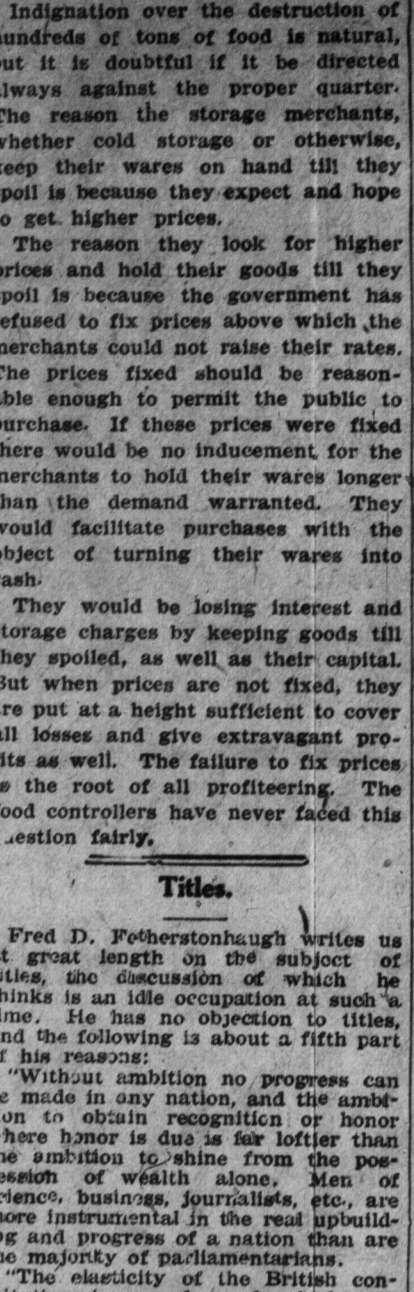 Indignation over the destruction of
hundreds of tons of food is natural,
but it is doubtful if it be directed
always against the proper quarter.
The reason the storage merchants,
whether cold storage or otherwise,
keep their wares on hand till they
spoil is because they expect and hope
to get higher prices.
The reason they look for higher
prices and hold their goods till they
spoil is because the government has
refused to fix prices above which the
merchants could not raise their rates.
The prices fixed should be reason-
able enough to permit the public to
purchase. If these prices were fixed
there would be no inducement for the
merchants to hold their wares longer
than the demand warranted. They
would facilitate purchases with the
object of turning their wares into
cash.
They would be losing interest and
storage charges by keeping goods till
they spoiled, as well as their capital.
But when prices are not fixed, they
are put at a height sufficient to cover
all losses and give extravagant pro-
fits as well. The failure to fix prices
is the root of all profiteering. The
food controllers have never faced this
question fairly.
Titles.
Fred D. Fetherstonhaugh writes us
at great length on the subject of
titles, the discussion of which he
thinks is an idle occupation at such a
time. He has no objection to titles,
and the following is about a fifth part
of his reasons:
"Without ambition no progress can
be made in any nation, and the ambi-
tion to obtain recognition or honor
where honor is due is far loftier than
the ambition to shine from the pos-
session of wealth alone. Men of
science, business, journalists, etc., are
more instrumental in the real upbuild-
ing and progress of a nation than are
the majority of parliamentarians.
"The elasticity of the British con-